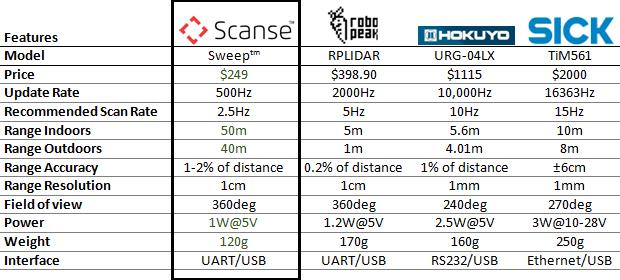 Features Scanse™ robo peak HOKUYO SICK
Model Sweep™ RPLIDAR URG-04LX TiM561
Price $249 $398.90 $1115 $2000
Update Rate 500Hz 2000Hz 10,000Hz 16363Hz
Recommended Scan Rate 2.5Hz 5Hz 10Hz 15Hz
Range Indoors 50m 5m 5.6m 10m
Range Outdoors 40m 1m 4.01m 8m
Range Accuracy 1-2% of distance 0.2% of distance 1% of distance ±6cm
Range Resolution 1cm 1cm 1mm 1mm
Field of view 360deg 360deg 240deg 270deg
Power 1W@5V 1.2W@5V 2.5W@5V 3W@10-28V
Weight 120g 170g 160g 250g
Interface UART/USB UART/USB RS232/USB Ethernet/USB